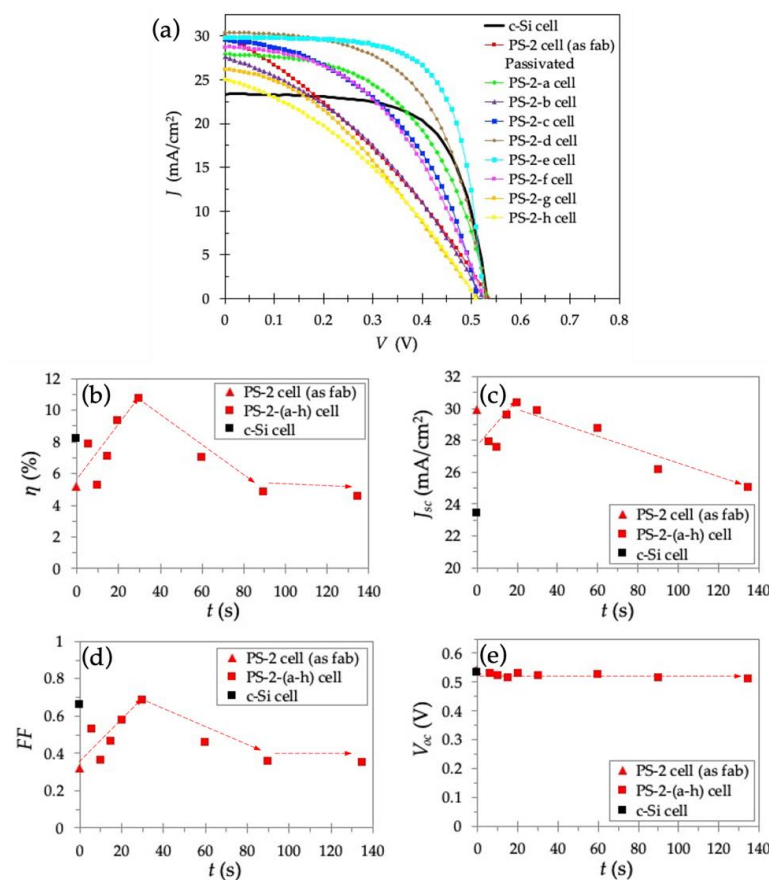 (a)
c-Si cell
PS-2 cell (as fab)
Passivated
PS-2-a cell
PS-2-b cell
PS-2-c cell
PS-2-d cell
PS-2-e cell
PS-2-f cell
PS-2-g cell
PS-2-h cell
30
25
20
15
10
5
0
J (mA/cm²)
0 0.1 0.2 0.3 0.4 0.5 0.6 0.7 0.8
V (V)
(b)
PS-2 cell (as fab)
PS-2-(a-h) cell
c-Si cell
12
10
8
6
4
2
0
η (%)
0 20 40 60 80 100 120 140
t (s)
(c)
PS-2 cell (as fab)
PS-2-(a-h) cell
c-Si cell
32
30
28
26
24
22
20
Jsc (mA/cm²)
0 20 40 60 80 100 120 140
t (s)
(d)
PS-2 cell (as fab)
PS-2-(a-h) cell
c-Si cell
1
0.8
0.6
0.4
0.2
0
FF
0 20 40 60 80 100 120 140
t (s)
(e)
PS-2 cell (as fab)
PS-2-(a-h) cell
c-Si cell
0.6
0.5
0.4
0.3
0.2
0.1
0
Voc (V)
0 20 40 60 80 100 120 140
t (s)